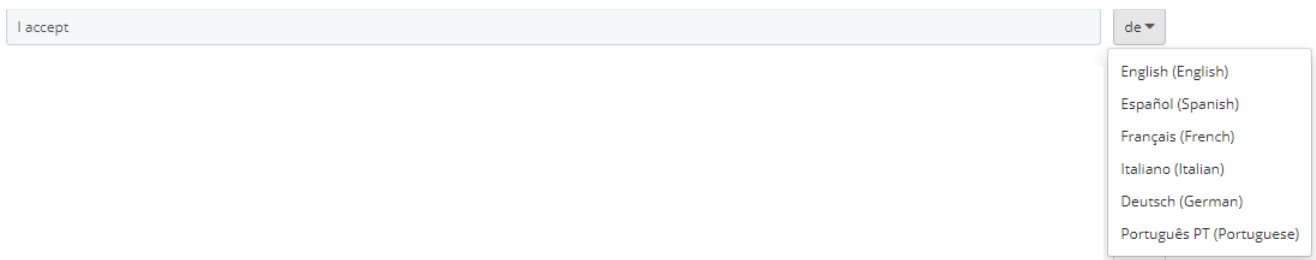 I accept
de
English (English)
Español (Spanish)
Français (French)
Italiano (Italian)
Deutsch (German)
Português PT (Portuguese)